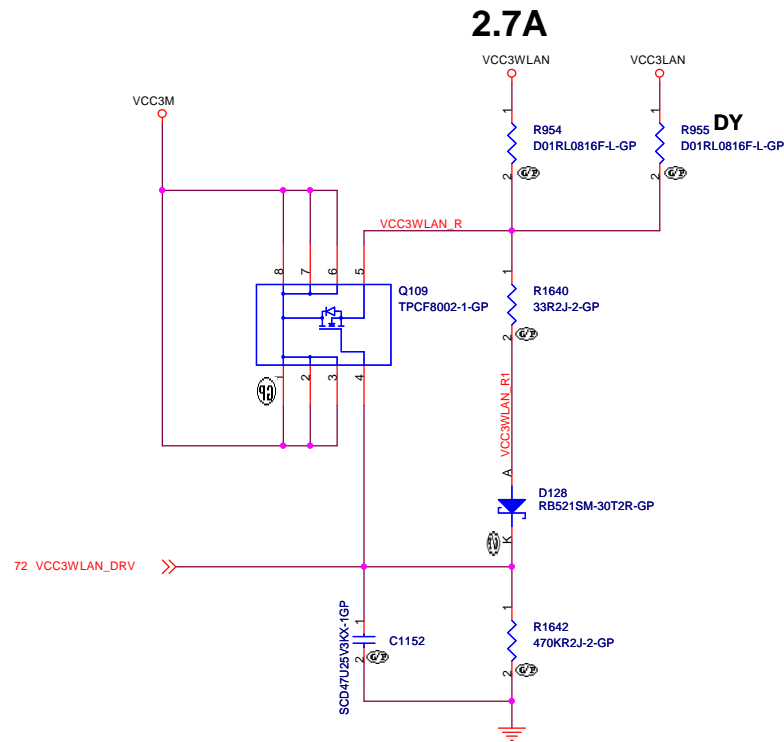 2.7A
VCC3WLAN
VCC3LAN
VCC3M
1
R954
D01RL0816F-L-GP
2
G/P
1
R955
DY
D01RL0816F-L-GP
2
G/P
VCC3WLAN_R
8
7
6
5
Q109
TPCF8002-1-GP
1
2
3
4
GP
1
R1640
33R2J-2-GP
2
G/P
VCC3WLAN_R1
A
D128
RB521SM-30T2R-GP
K
72 VCC3WLAN_DRV
SCD47U25V3KX-1GP
1
C1152
2
G/P
1
R1642
470KR2J-2-GP
2
G/P